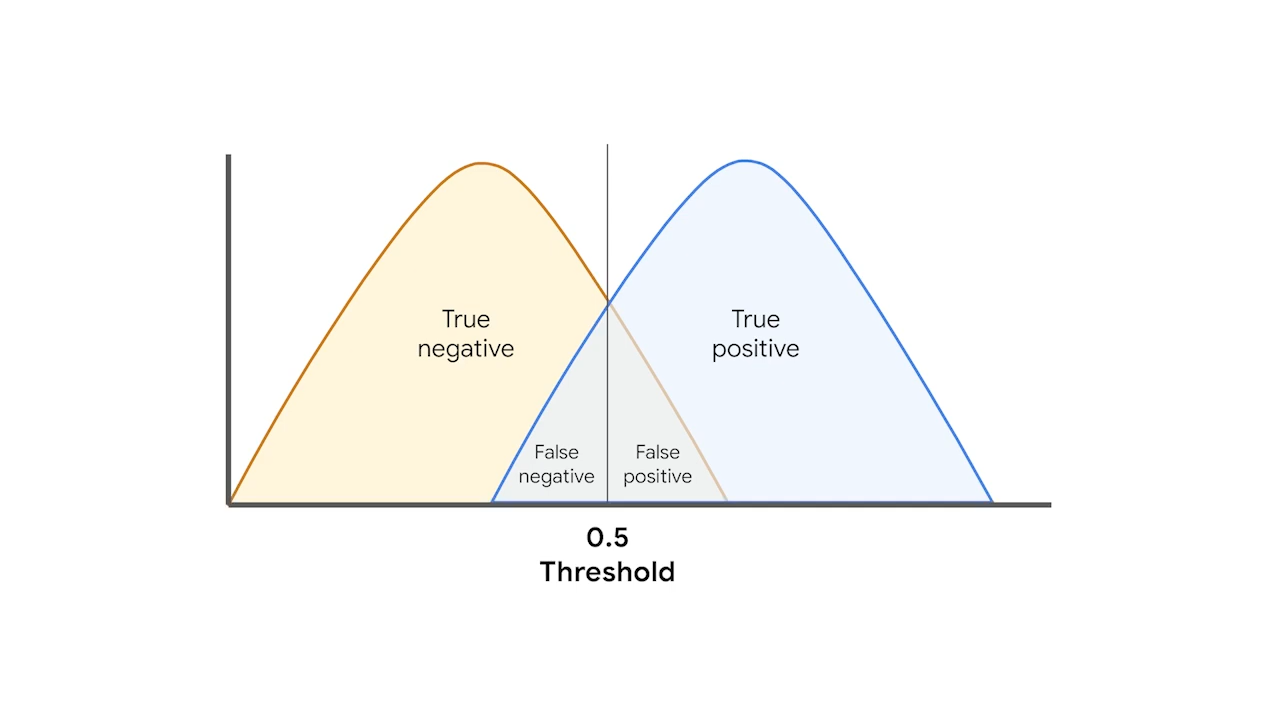 True
negative
True
positive
False
negative
False
positive
0.5
Threshold